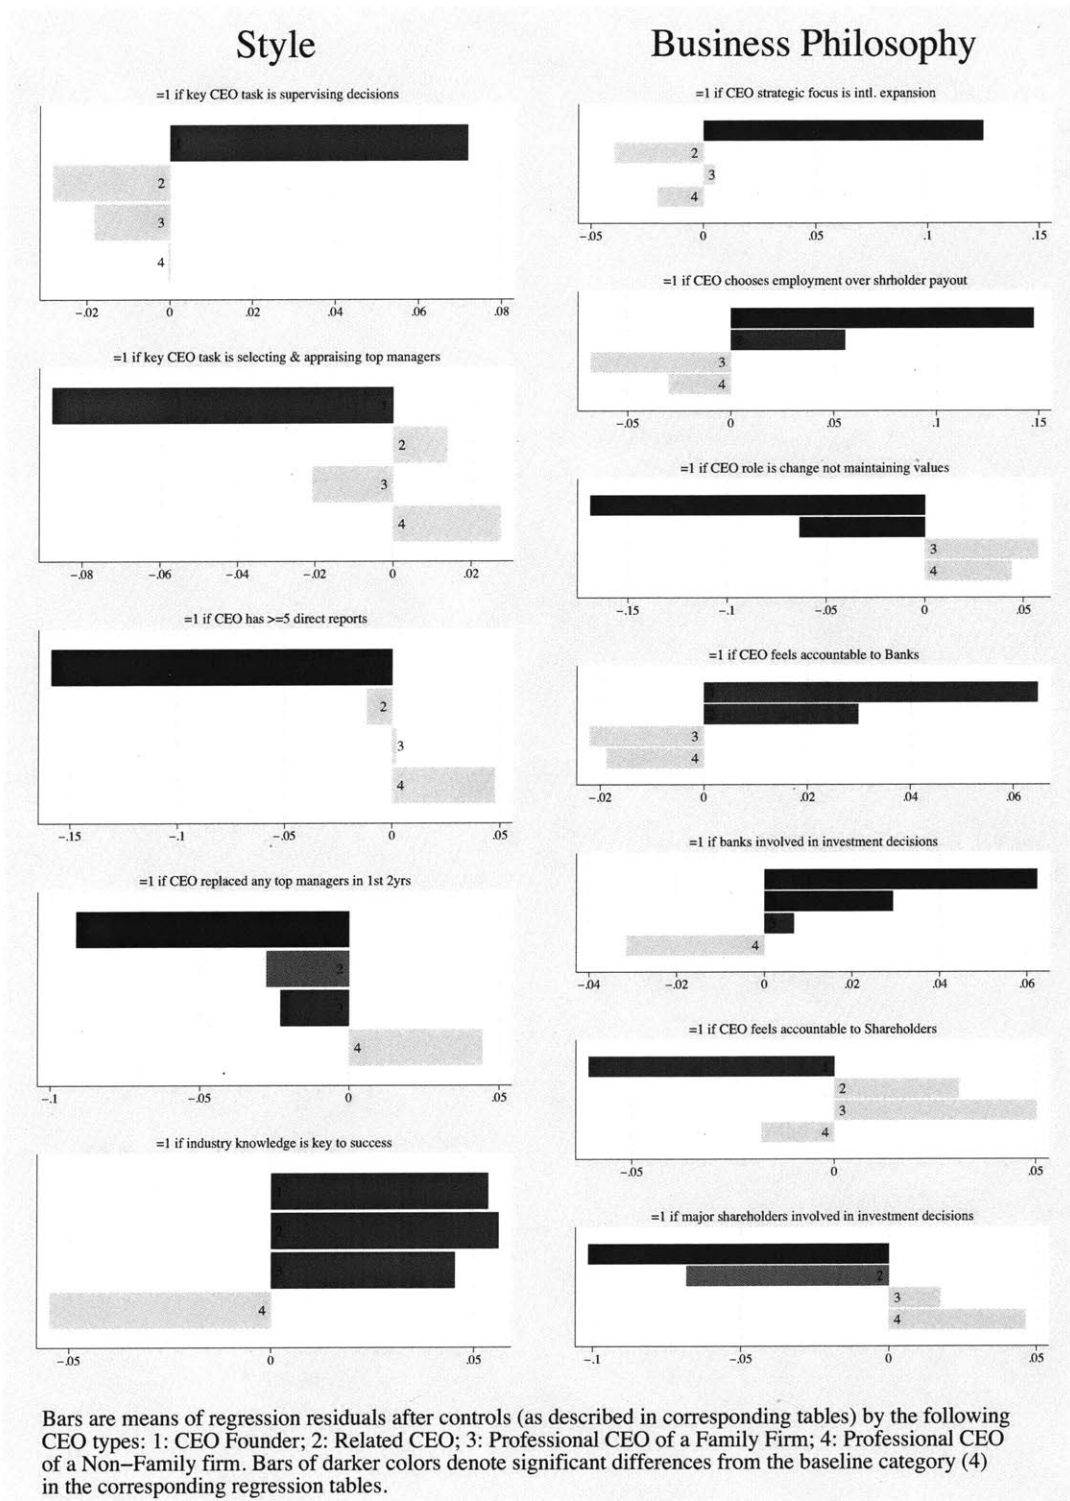 Style
=1 if key CEO task is supervising decisions
2
3
4
-.02 0 .02 .04 .06 .08
=1 if key CEO task is selecting & appraising top managers
1
2
3
4
-.08 -.06 -.04 -.02 0 .02
=1 if CEO has >=5 direct reports
2
3
4
-.15 -.1 -.05 0 .05
=1 if CEO replaced any top managers in 1st 2yrs
2
3
4
-.1 -.05 0 .05
=1 if industry knowledge is key to success
1
2
3
4
-.05 0 .05
Business Philosophy
=1 if CEO strategic focus is intl. expansion
2
3
4
-.05 0 .05 .1 .15
=1 if CEO chooses employment over shrholder payout
3
4
-.05 0 .05 .1 .15
=1 if CEO role is change not maintaining values
3
4
-.15 -.1 -.05 0 .05
=1 if CEO feels accountable to Banks
3
4
-.02 0 .02 .04 .06
=1 if banks involved in investment decisions
3
4
-.04 -.02 0 .02 .04 .06
=1 if CEO feels accountable to Shareholders
1
2
3
4
-.05 0 .05
=1 if major shareholders involved in investment decisions
2
3
4
-.1 -.05 0 .05
Bars are means of regression residuals after controls (as described in corresponding tables) by the following
CEO types: 1: CEO Founder; 2: Related CEO; 3: Professional CEO of a Family Firm; 4: Professional CEO
of a Non-Family firm. Bars of darker colors denote significant differences from the baseline category (4)
in the corresponding regression tables.